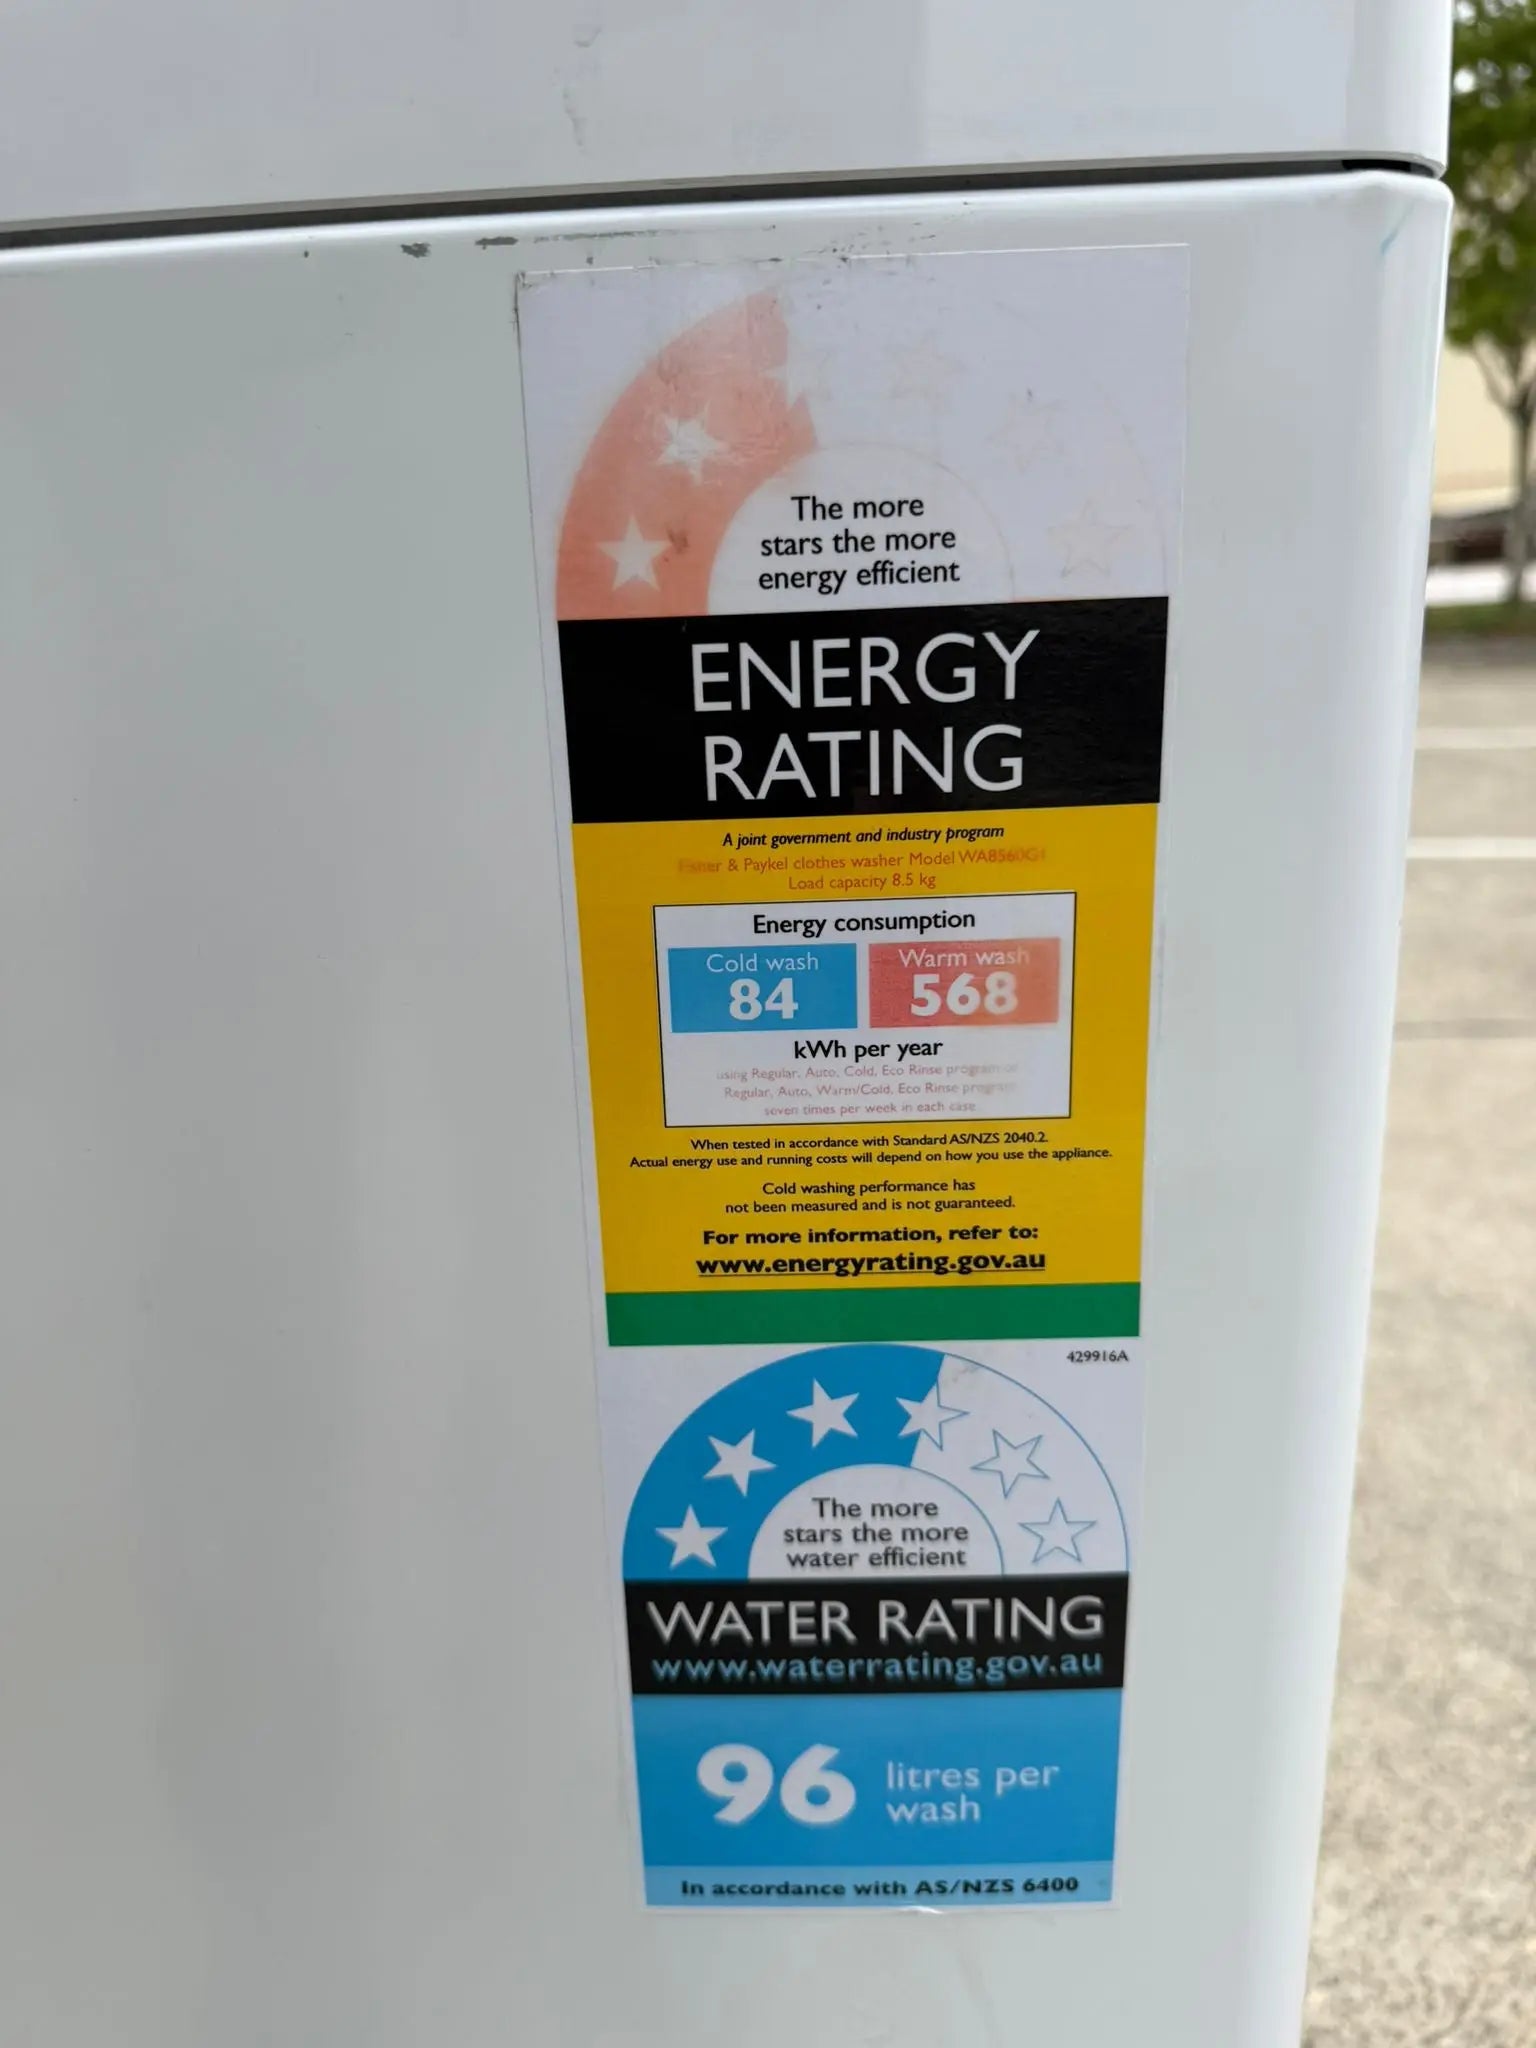 The more
stars the more
energy efficient
ENERGY
RATING
A joint government and industry program
Fisher & Paykel clothes washer Model WA8560G1
Load capacity 8.5 kg
Energy consumption
Cold wash
84
Warm wash
568
kWh per year
using Regular, Auto, Cold, Eco Rinse program or
Regular, Auto, Warm/Cold, Eco Rinse program
seven times per week in each case
When tested in accordance with Standard AS/NZS 2040.2.
Actual energy use and running costs will depend on how you use the appliance.
Cold washing performance has
not been measured and is not guaranteed.
For more information, refer to:
www.energyrating.gov.au
429916A
The more
stars the more
water efficient
WATER RATING
www.waterrating.gov.au
96
litres per
wash
In accordance with AS/NZS 6400